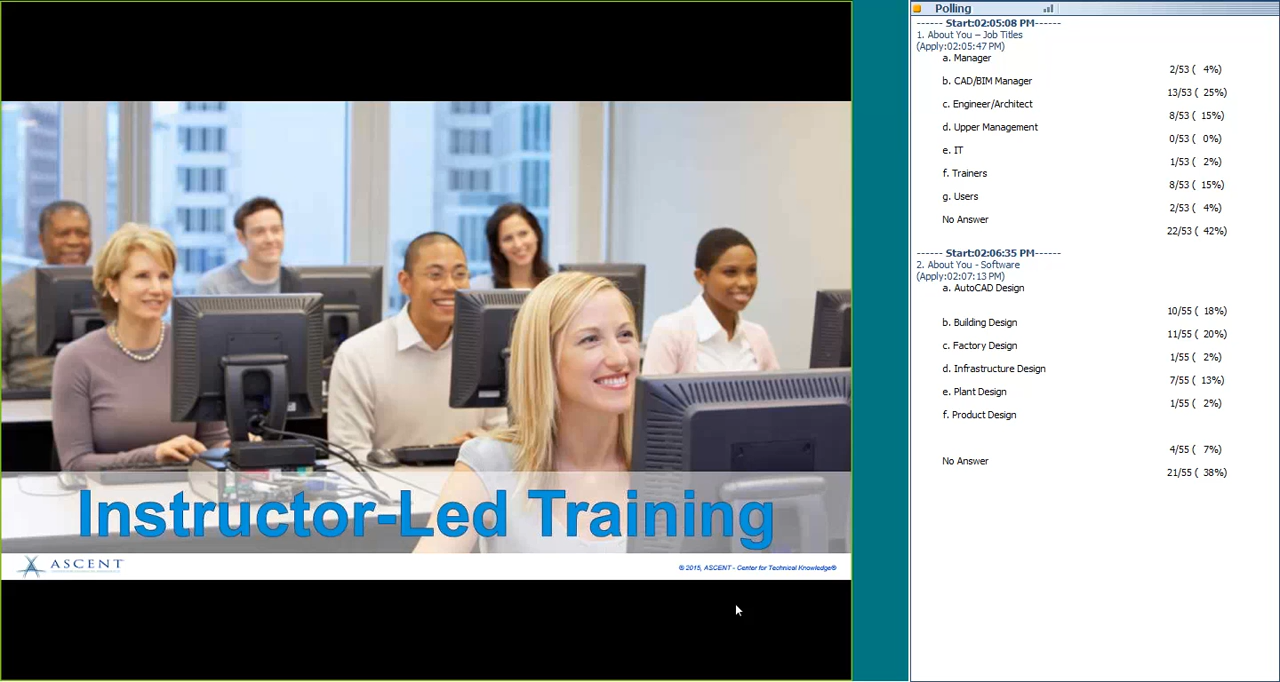 Instructor-Led Training
ASCENT
© 2015, ASCENT - Center for Technical Knowledge®
Polling
------ Start:02:05:08 PM------
1. About You – Job Titles
(Apply:02:05:47 PM)
a. Manager
2/53 (  4%)
b. CAD/BIM Manager
13/53 ( 25%)
c. Engineer/Architect
8/53 ( 15%)
d. Upper Management
0/53 (  0%)
e. IT
1/53 (  2%)
f. Trainers
8/53 ( 15%)
g. Users
2/53 (  4%)
No Answer
22/53 ( 42%)
------ Start:02:06:35 PM------
2. About You - Software
(Apply:02:07:13 PM)
a. AutoCAD Design
10/55 ( 18%)
b. Building Design
11/55 ( 20%)
c. Factory Design
1/55 (  2%)
d. Infrastructure Design
7/55 ( 13%)
e. Plant Design
1/55 (  2%)
f. Product Design
4/55 (  7%)
No Answer
21/55 ( 38%)